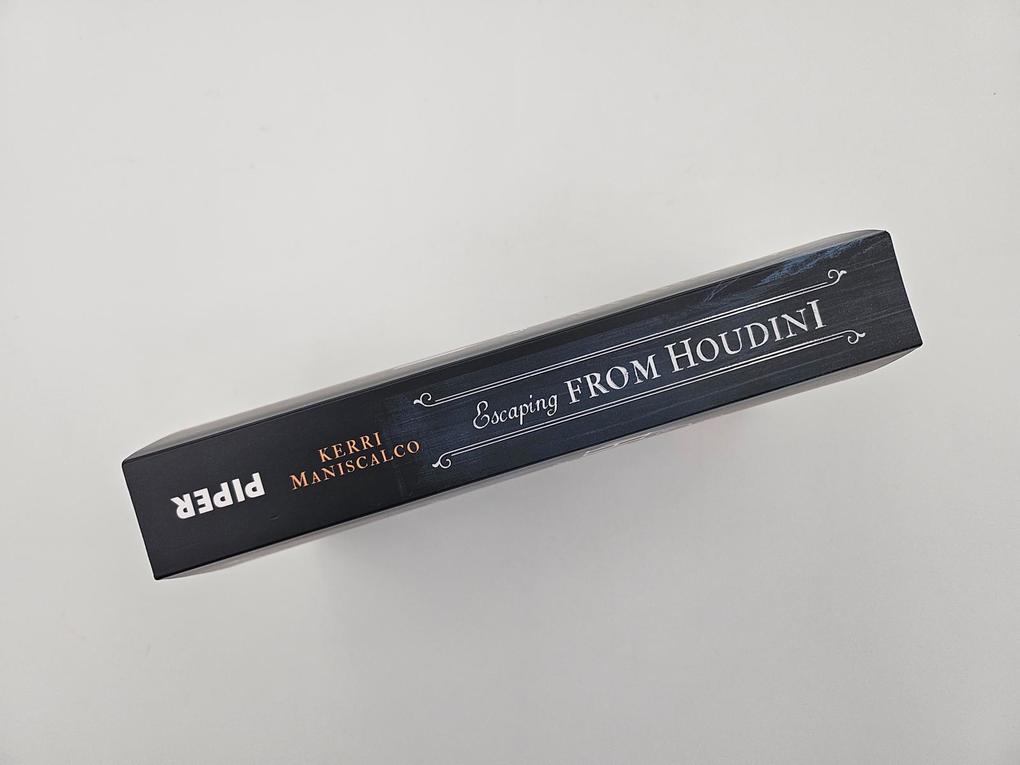 PIPER
KERRI
MANISCALCO
Escaping FROM HOUDINI